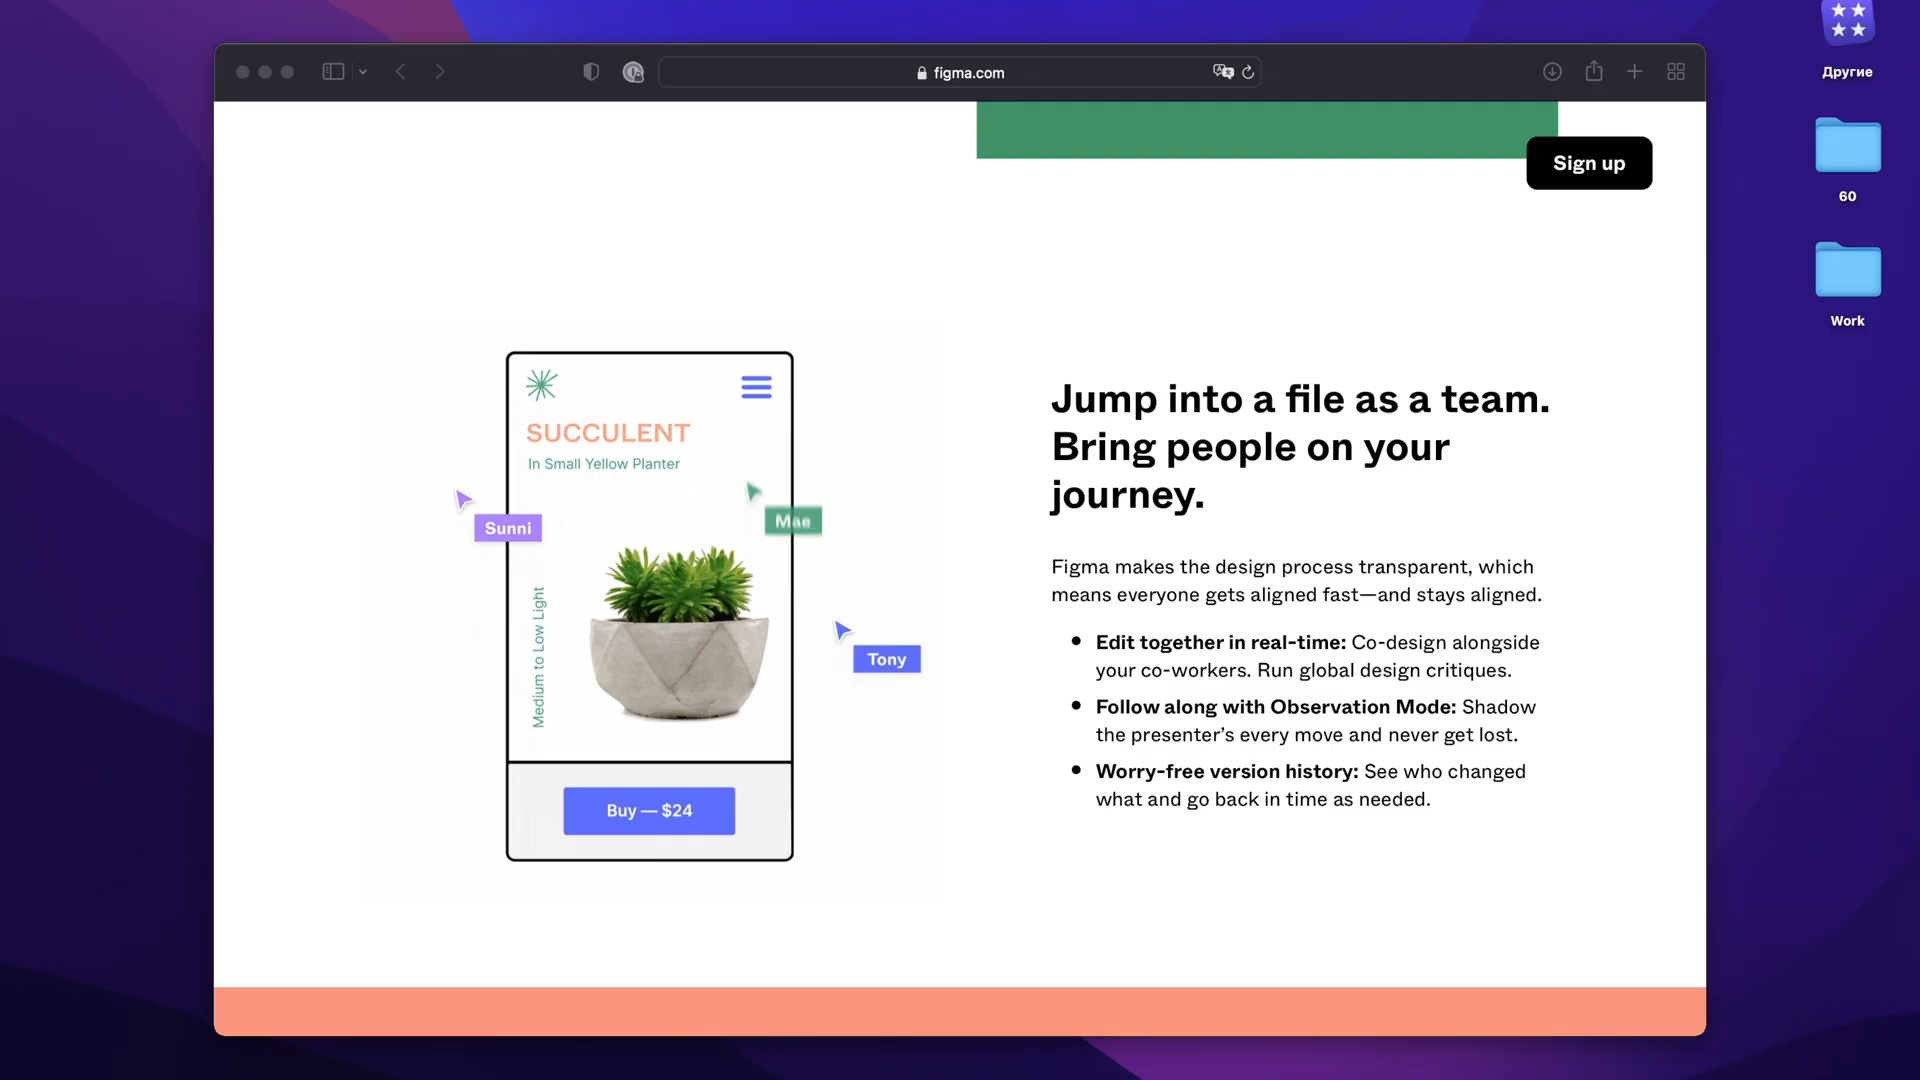 figma.com
Sign up
Другие
60
Work
SUCCULENT
In Small Yellow Planter
Sunni
Mae
Tony
Medium to Low Light
Buy — $24
Jump into a file as a team.
Bring people on your
journey.
Figma makes the design process transparent, which
means everyone gets aligned fast—and stays aligned.
Edit together in real-time: Co-design alongside
your co-workers. Run global design critiques.
Follow along with Observation Mode: Shadow
the presenter’s every move and never get lost.
Worry-free version history: See who changed
what and go back in time as needed.